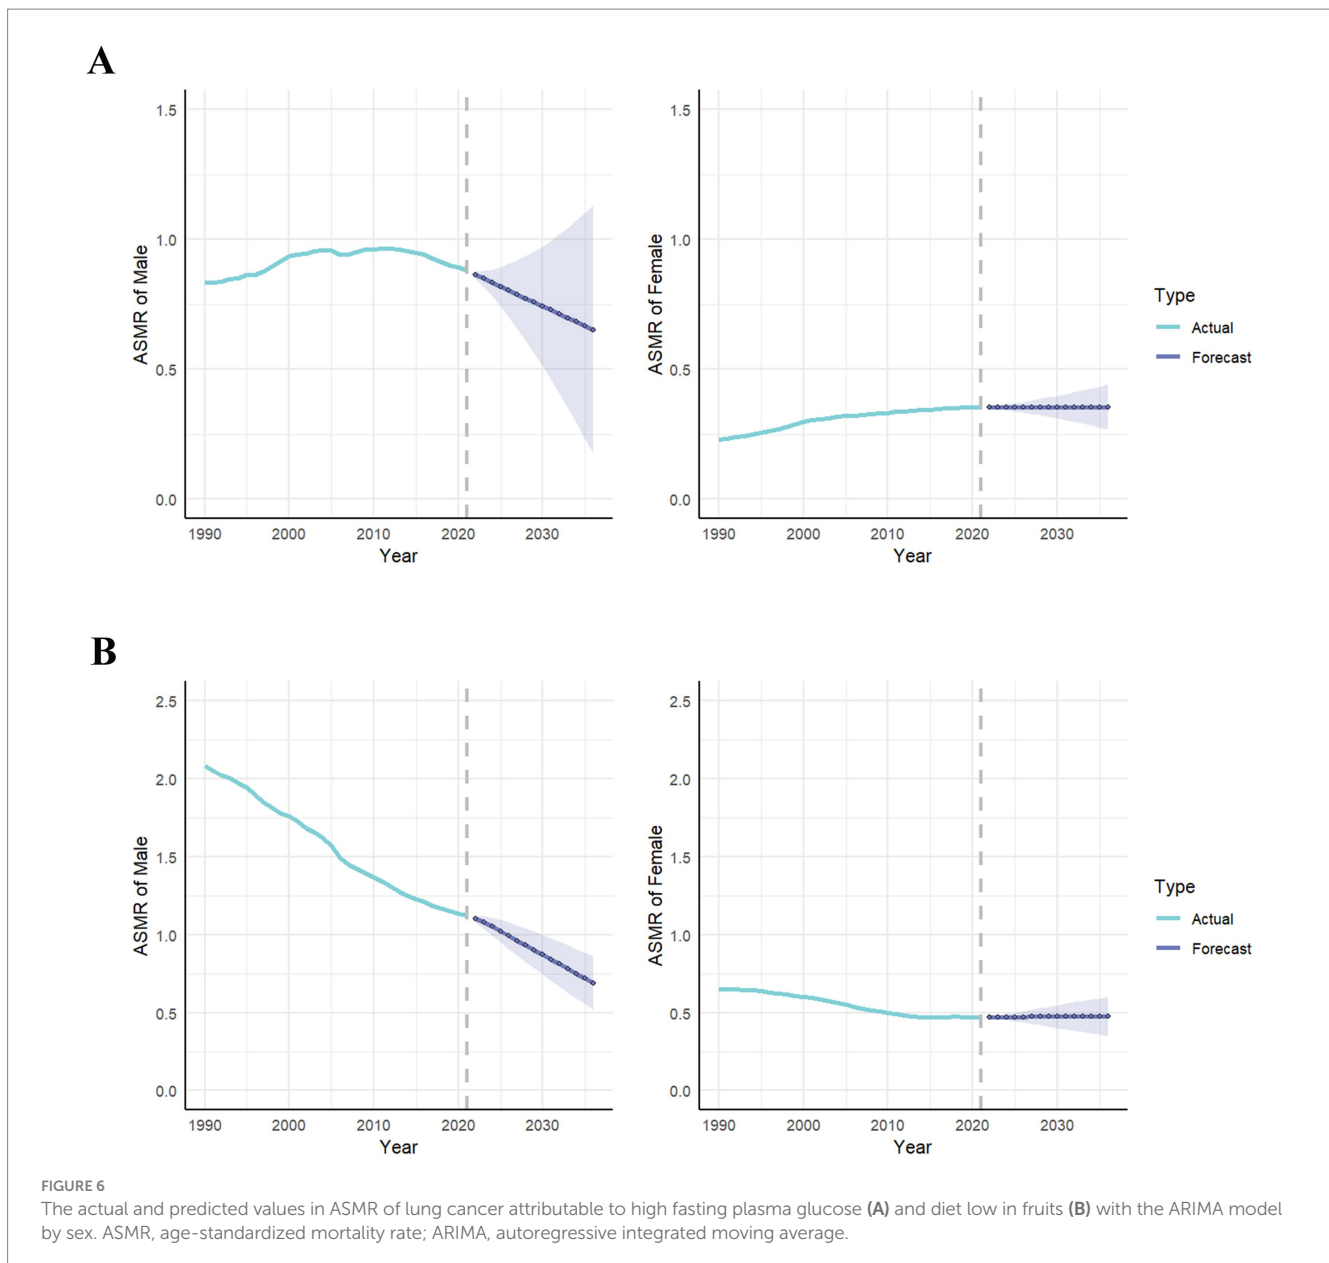 A
1.5
1.0
0.5
0.0
ASMR of Male
1990 2000 2010 2020 2030
Year
1.5
1.0
0.5
0.0
ASMR of Female
1990 2000 2010 2020 2030
Year
Type
Actual
Forecast
B
2.5
2.0
1.5
1.0
0.5
0.0
ASMR of Male
1990 2000 2010 2020 2030
Year
2.5
2.0
1.5
1.0
0.5
0.0
ASMR of Female
1990 2000 2010 2020 2030
Year
Type
Actual
Forecast
FIGURE 6
The actual and predicted values in ASMR of lung cancer attributable to high fasting plasma glucose (A) and diet low in fruits (B) with the ARIMA model
by sex. ASMR, age-standardized mortality rate; ARIMA, autoregressive integrated moving average.